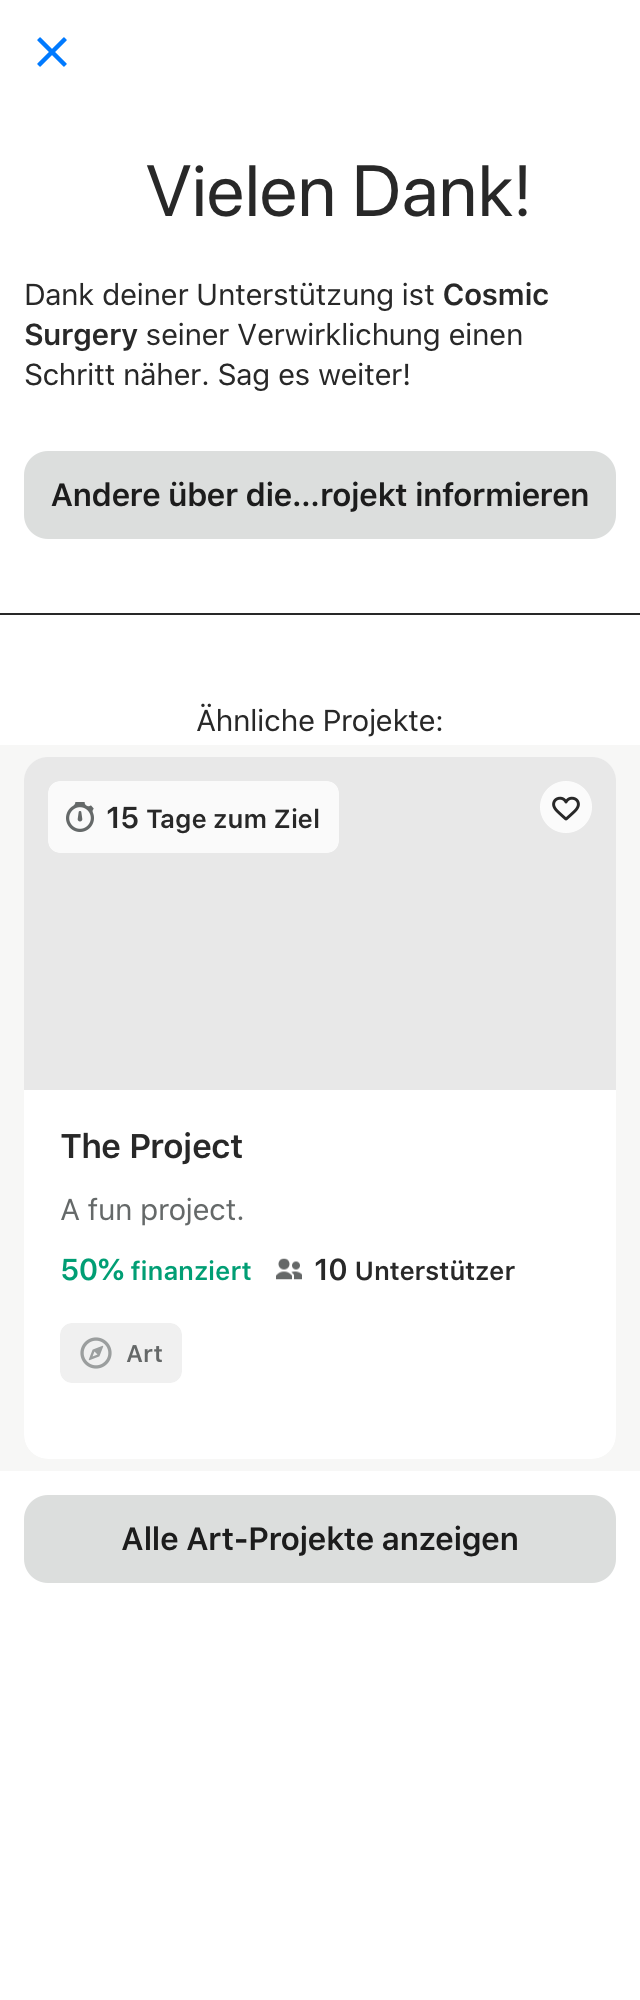 Vielen Dank!
Dank deiner Unterstützung ist Cosmic
Surgery seiner Verwirklichung einen
Schritt näher. Sag es weiter!
Andere über die...rojekt informieren
Ähnliche Projekte:
15 Tage zum Ziel
The Project
A fun project.
50% finanziert 10 Unterstützer
Art
Alle Art-Projekte anzeigen